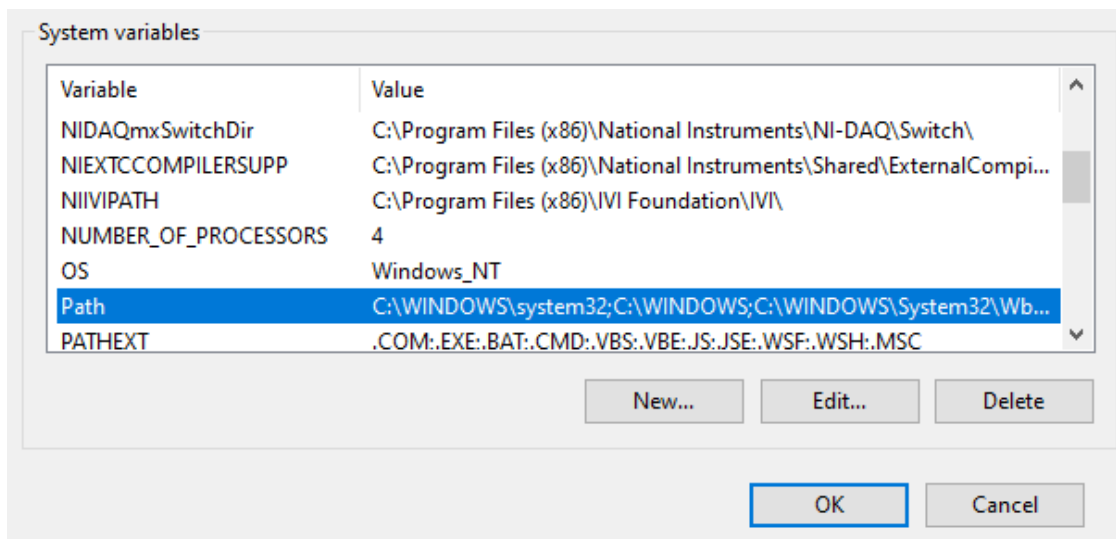 System variables
Variable Value
NIDAQmxSwitchDir C:\Program Files (x86)\National Instruments\NI-DAQ\Switch\
NIEXTCCOMPILERSUPP C:\Program Files (x86)\National Instruments\Shared\ExternalCompi...
NIIVIPATH C:\Program Files (x86)\IVI Foundation\IVI\
NUMBER_OF_PROCESSORS 4
OS Windows_NT
Path C:\WINDOWS\system32;C:\WINDOWS;C:\WINDOWS\System32\Wb...
PATHEXT .COM;.EXE;.BAT;.CMD;.VBS;.VBE;.JS;.JSE;.WSF;.WSH;.MSC
New... Edit... Delete
OK Cancel